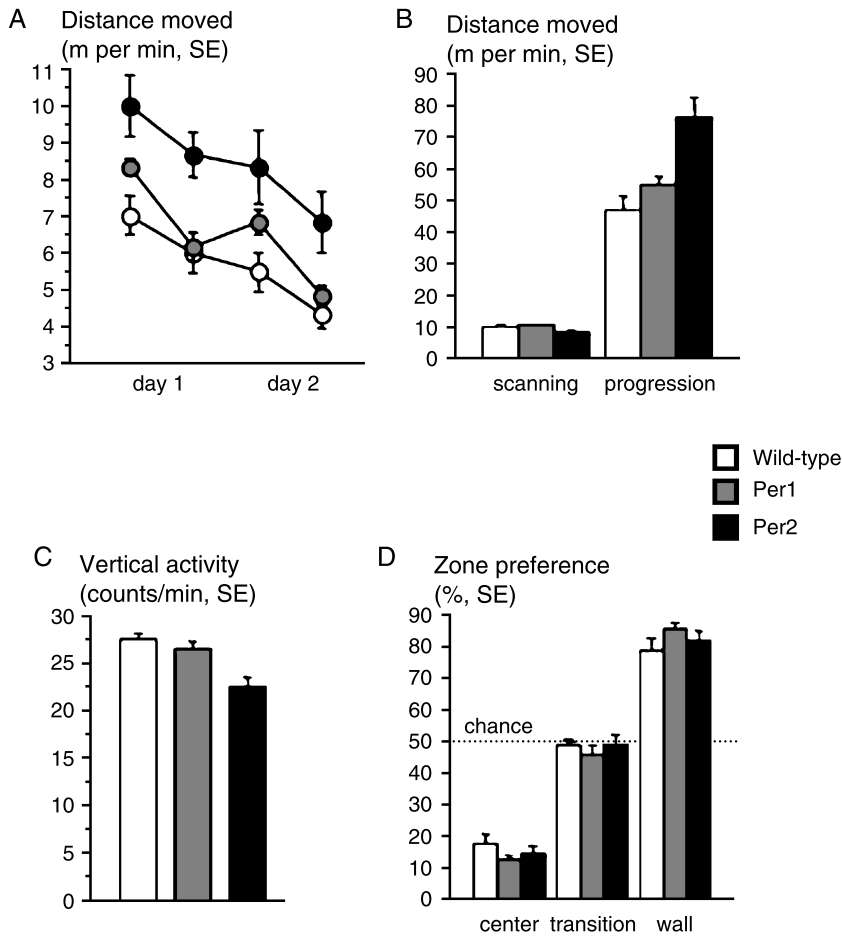 A
Distance moved
(m per min, SE)
11
10
9
8
7
6
5
4
3
day 1
day 2
B
Distance moved
(m per min, SE)
90
80
70
60
50
40
30
20
10
0
scanning
progression
Wild-type
Per1
Per2
C
Vertical activity
(counts/min, SE)
30
25
20
15
10
5
0
D
Zone preference
(%, SE)
90
80
70
60
50
40
30
20
10
0
chance
center
transition
wall